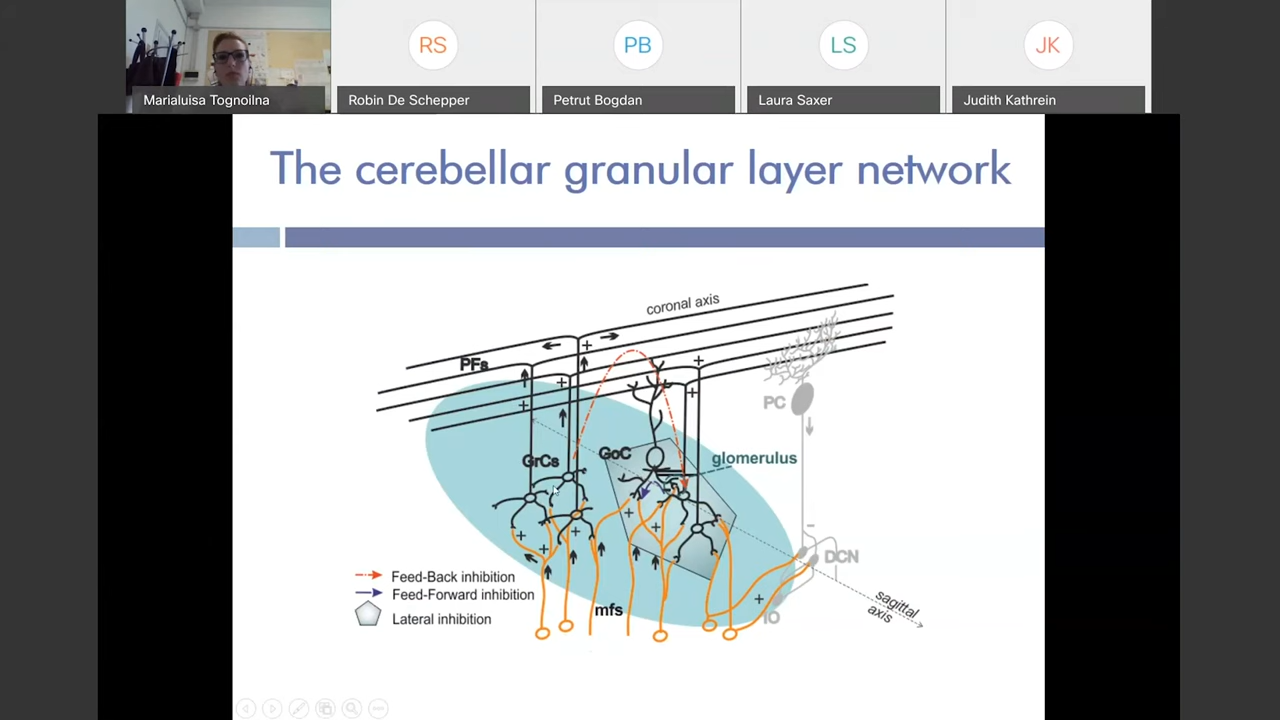 RS
PB
LS
JK
Marialuisa Tognoilna
Robin De Schepper
Petrut Bogdan
Laura Saxer
Judith Kathrein
The cerebellar granular layer network
coronal axis
PFs
PC
GrCs
GoC
glomerulus
DCN
Feed-Back inhibition
Feed-Forward inhibition
Lateral inhibition
mfs
IO
sagittal
axis